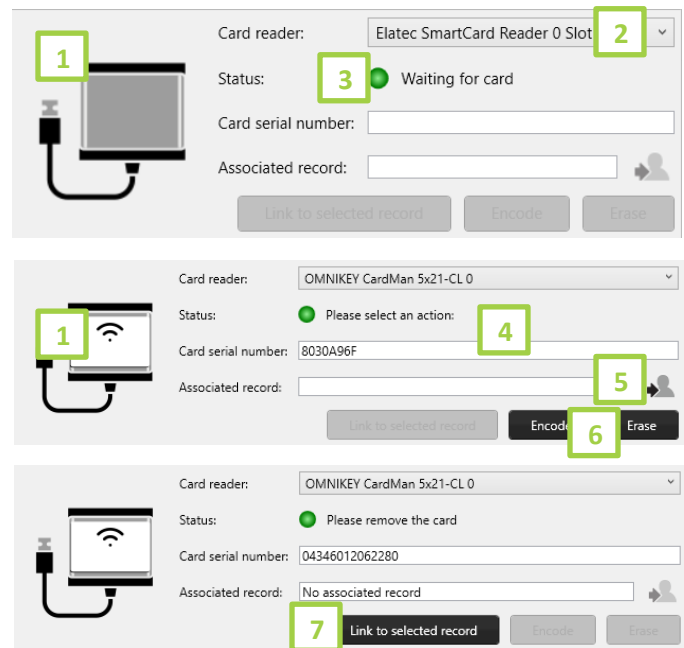 1
Card reader: Elatec SmartCard Reader 0 Slot 2
Status: 3 Waiting for card
Card serial number:
Associated record:
Link to selected record Encode Erase
Card reader: OMNIKEY CardMan 5x21-CL 0
1
Status: Please select an action: 4
Card serial number: 8030A96F
Associated record: 5
Link to selected record Encode 6 Erase
Card reader: OMNIKEY CardMan 5x21-CL 0
Status: Please remove the card
Card serial number: 04346012062280
Associated record: No associated record
7 Link to selected record Encode Erase